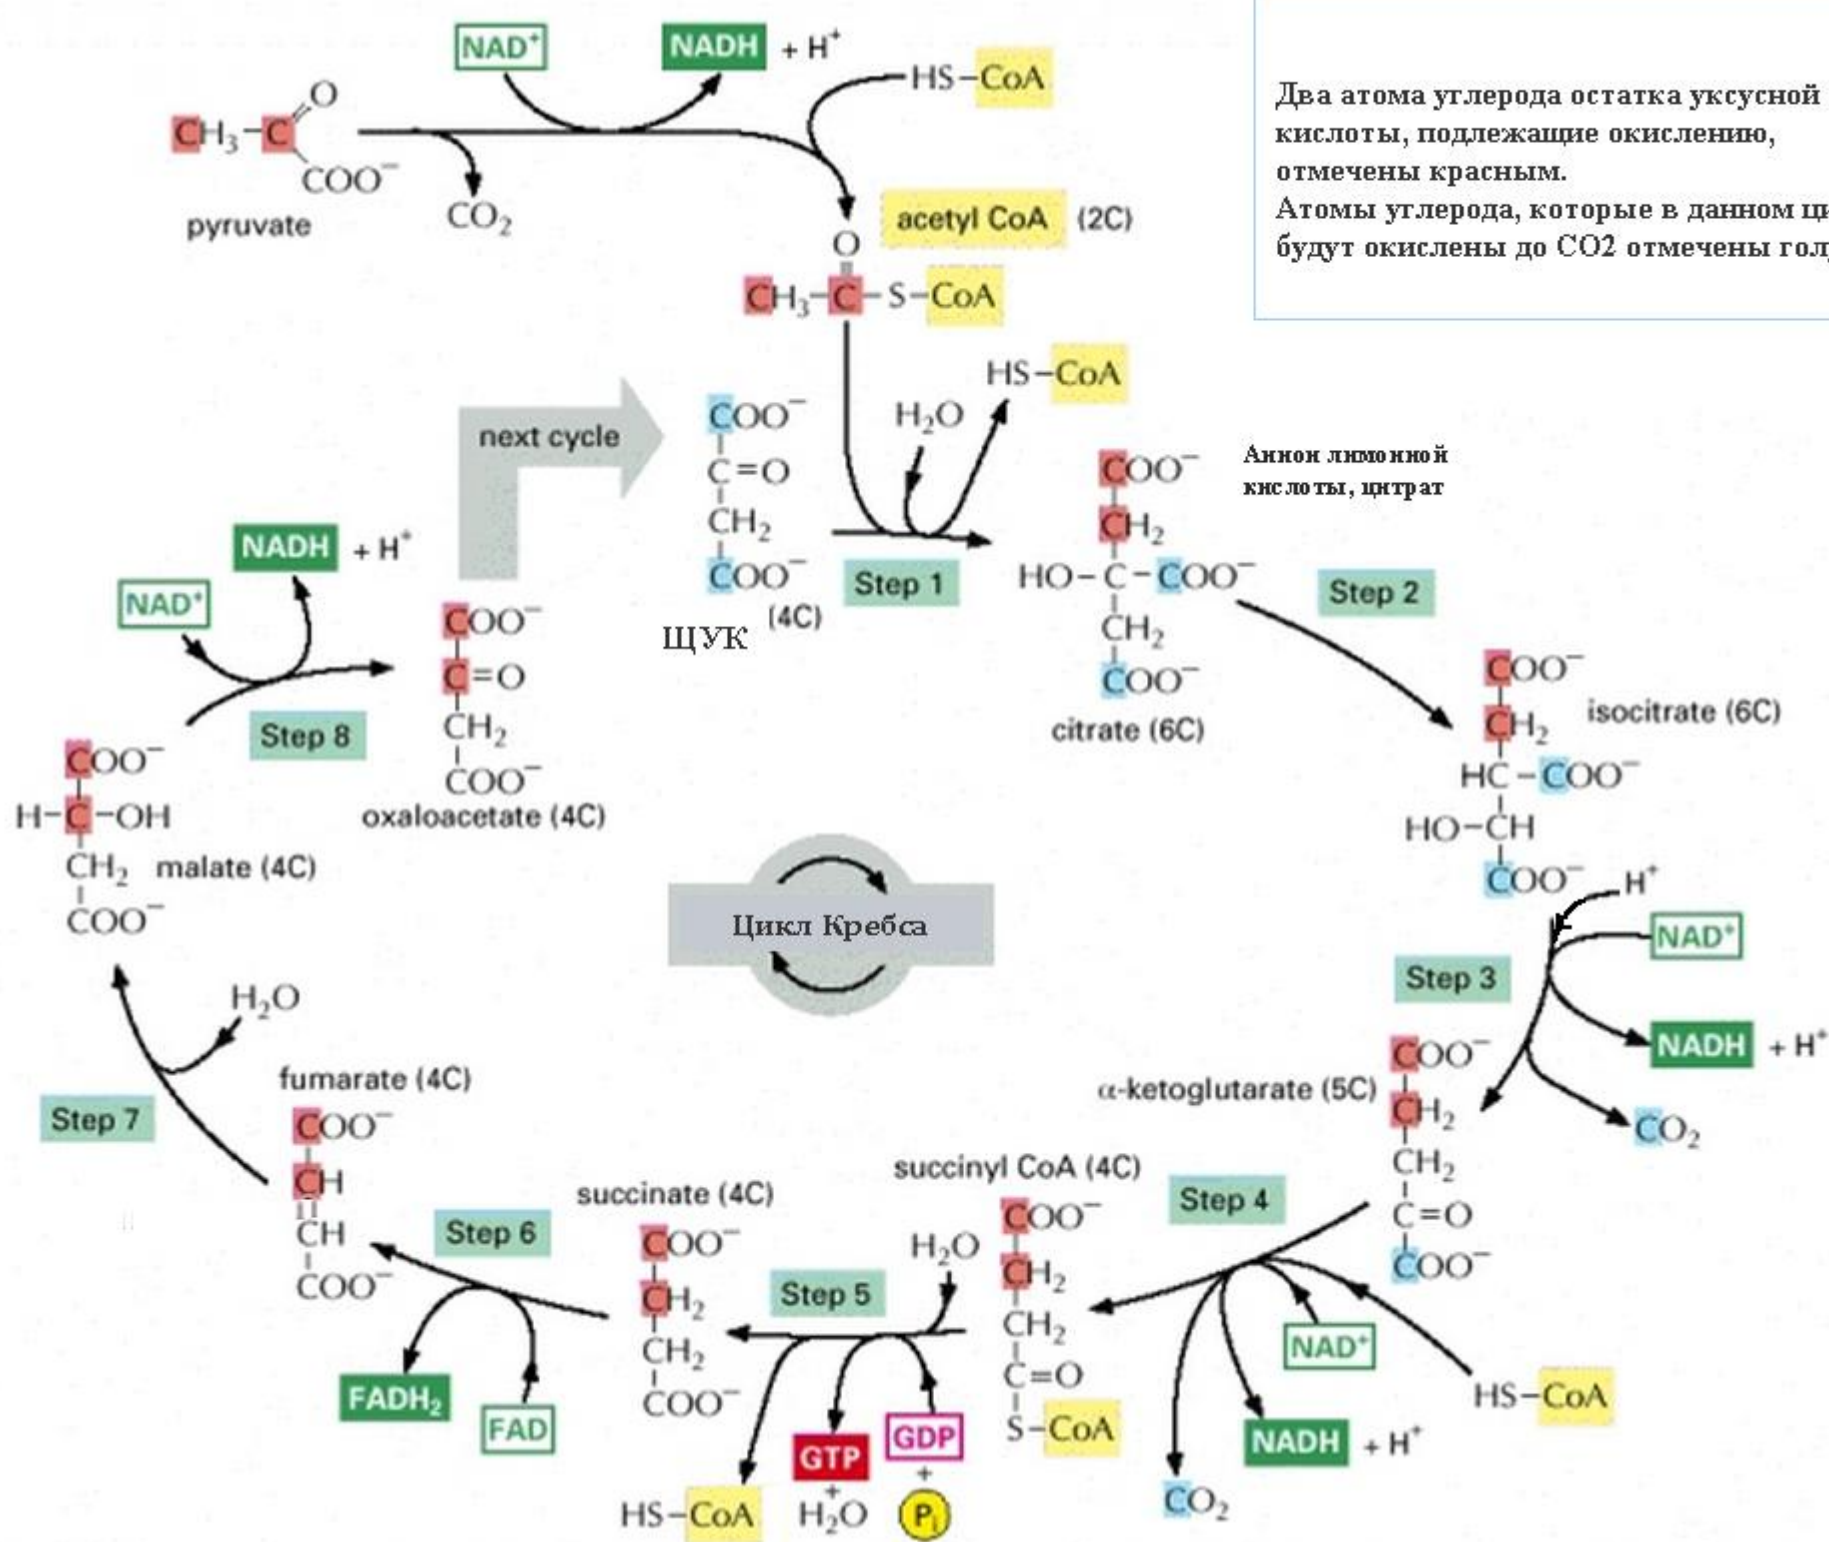 NAD⁺
NADH + H⁺
HS–CoA
CH₃–C
O
COO⁻
pyruvate
CO₂
Два атома углерода остатка уксусной
кислоты, подлежащие окислению,
отмечены красным.
Атомы углерода, которые в данном
будут окислены до СО2 отмечены
acetyl CoA (2C)
O
CH₃–C–S–CoA
HS–CoA
H₂O
next cycle
COO⁻
C=O
CH₂
COO⁻
(4C)
ЩУК
Step 1
Анион лимонной
кислоты, цитрат
COO⁻
CH₂
HO–C–COO⁻
CH₂
COO⁻
citrate (6C)
Step 2
COO⁻
CH₂
HC–COO⁻
HO–CH
COO⁻
isocitrate (6C)
H⁺
NAD⁺
Step 3
NADH + H⁺
CO₂
α-ketoglutarate (5C)
COO⁻
CH₂
CH₂
C=O
COO⁻
Step 4
HS–CoA
NAD⁺
NADH + H⁺
CO₂
succinyl CoA (4C)
COO⁻
CH₂
CH₂
C=O
S–CoA
H₂O
Step 5
GDP
+
Pi
GTP
+
H₂O
HS–CoA
succinate (4C)
COO⁻
CH₂
CH₂
COO⁻
Step 6
FAD
FADH₂
fumarate (4C)
COO⁻
CH
CH
COO⁻
Step 7
H₂O
malate (4C)
COO⁻
H–C–OH
CH₂
COO⁻
Step 8
NAD⁺
NADH + H⁺
COO⁻
C=O
CH₂
COO⁻
oxaloacetate (4C)
Цикл Кребса